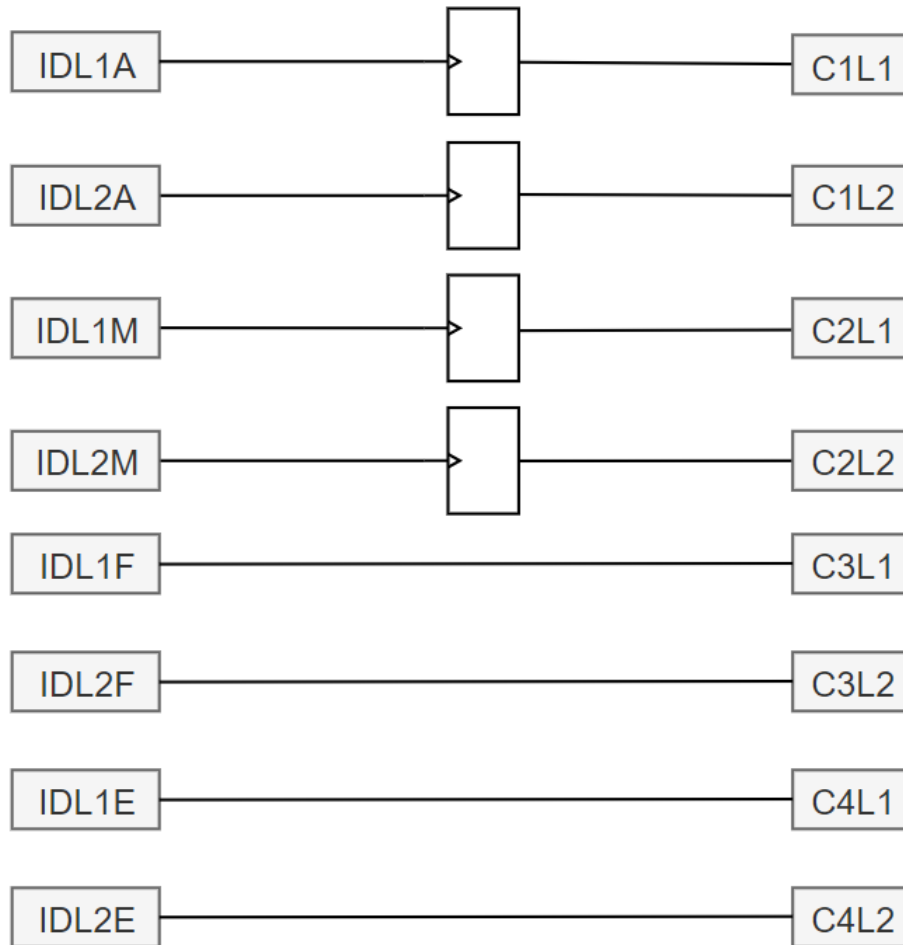 IDL1A C1L1
IDL2A C1L2
IDL1M C2L1
IDL2M C2L2
IDL1F C3L1
IDL2F C3L2
IDL1E C4L1
IDL2E C4L2